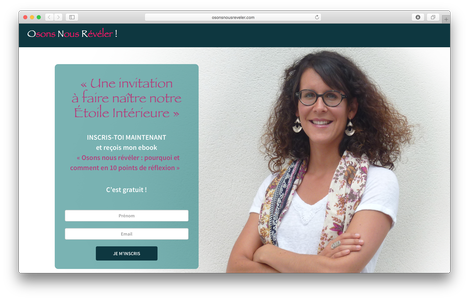 osonsnousreveler.com
Osons Nous Révéler !
« Une invitation
à faire naître notre
Étoile Intérieure »
INSCRIS-TOI MAINTENANT
et reçois mon ebook
« Osons nous révéler : pourquoi et
comment en 10 points de réflexion »
C'est gratuit !
Prénom
Email
JE M'INSCRIS